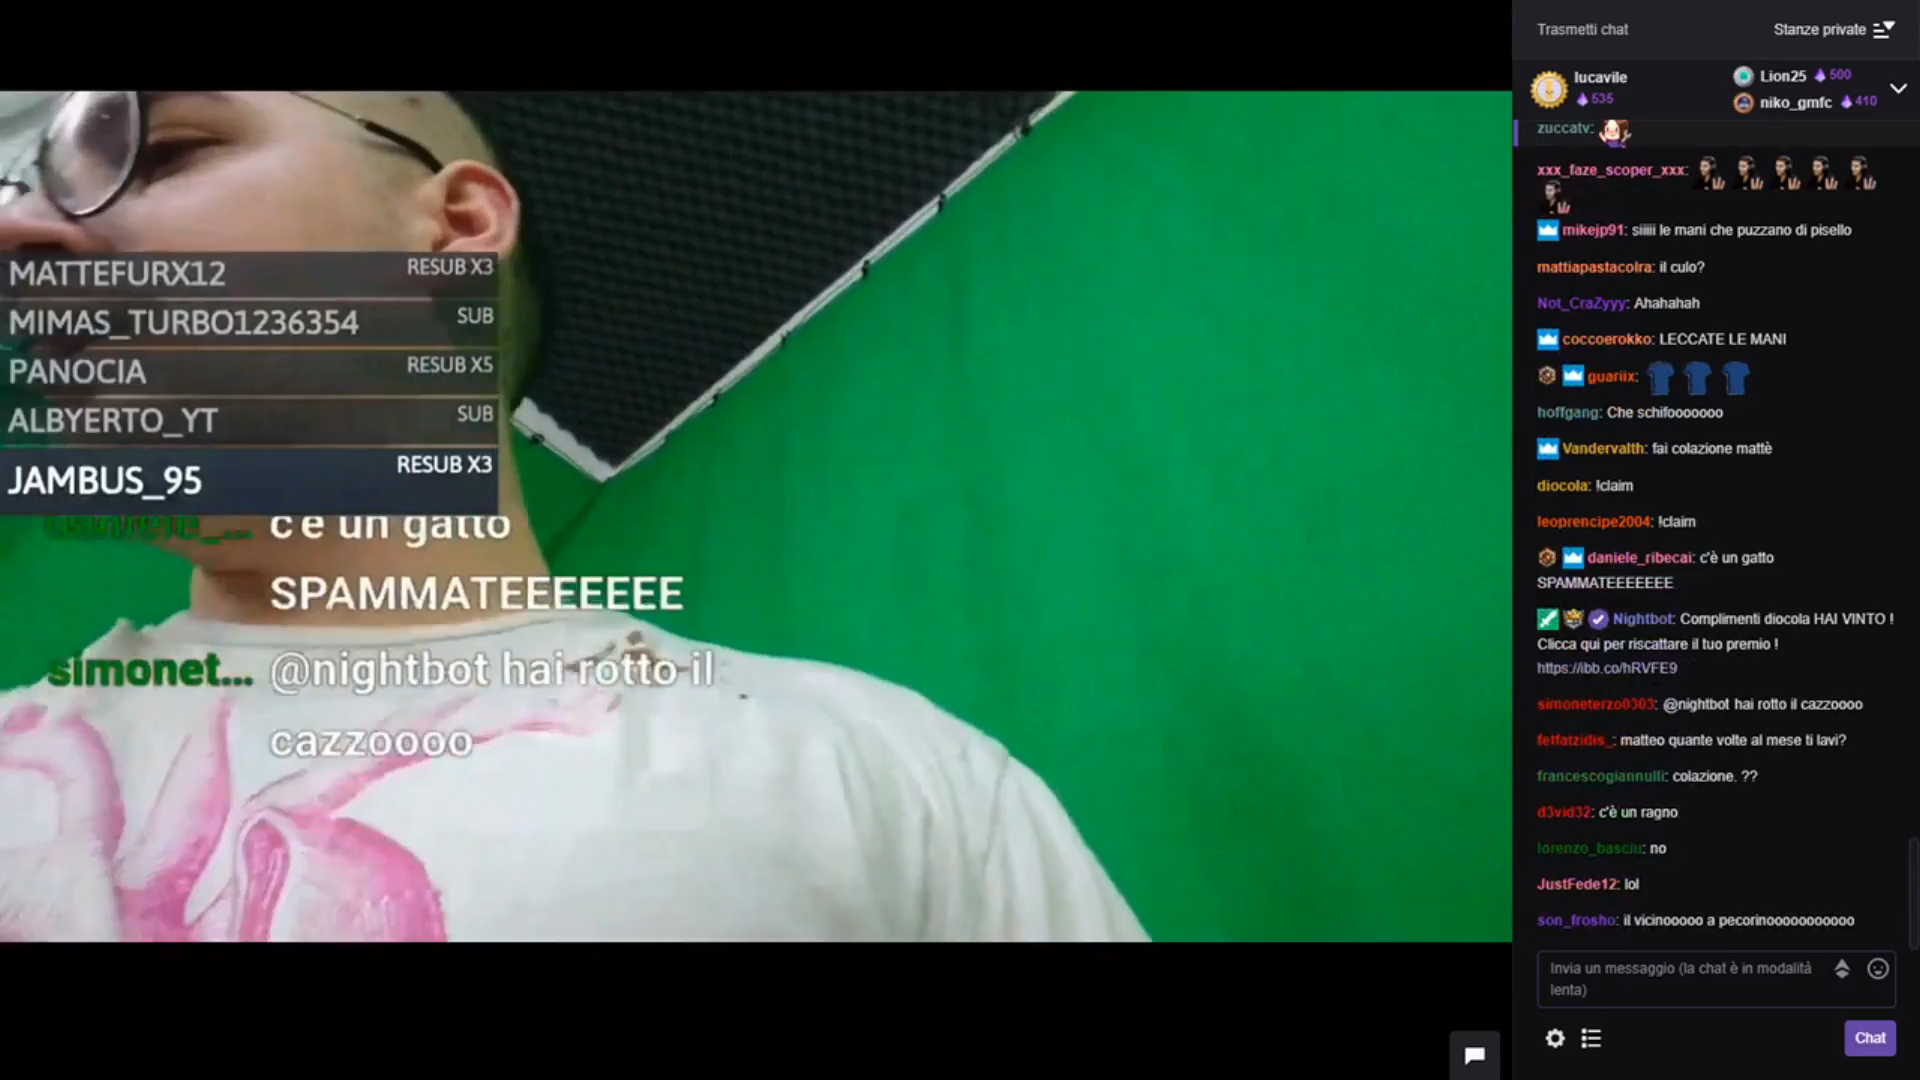 MATTEFURX12 RESUB X3
MIMAS_TURBO1236354 SUB
PANOCIA RESUB X5
ALBYERTO_YT SUB
JAMBUS_95 RESUB X3
daniele_... c'è un gatto
SPAMMATEEEEEEE
simonet... @nightbot hai rotto il
cazzoooo
Trasmetti chat
Stanze private
lucavile
535
Lion25 500
niko_gmfc 410
zuccatv:
xxx_faze_scoper_xxx:
mikejp91: siiiii le mani che puzzano di pisello
mattiapastacolra: il culo?
Not_CraZyyy: Ahahahah
coccoerokko: LECCATE LE MANI
guariix:
hoffgang: Che schifooooooo
Vandervalth: fai colazione mattè
diocola: !claim
leoprencipe2004: !claim
daniele_ribecai: c'è un gatto
SPAMMATEEEEEEE
Nightbot: Complimenti diocola HAI VINTO !
Clicca qui per riscattare il tuo premio !
https://ibb.co/hRVFE9
simoneterzo0303: @nightbot hai rotto il cazzoooo
fetfatzidis_: matteo quante volte al mese ti lavi?
francescogiannulli: colazione. ??
d3vid32: c'è un ragno
lorenzo_basciu: no
JustFede12: lol
son_frosho: il vicinooooo a pecorinooooooooooo
Invia un messaggio (la chat è in modalità
lenta)
Chat